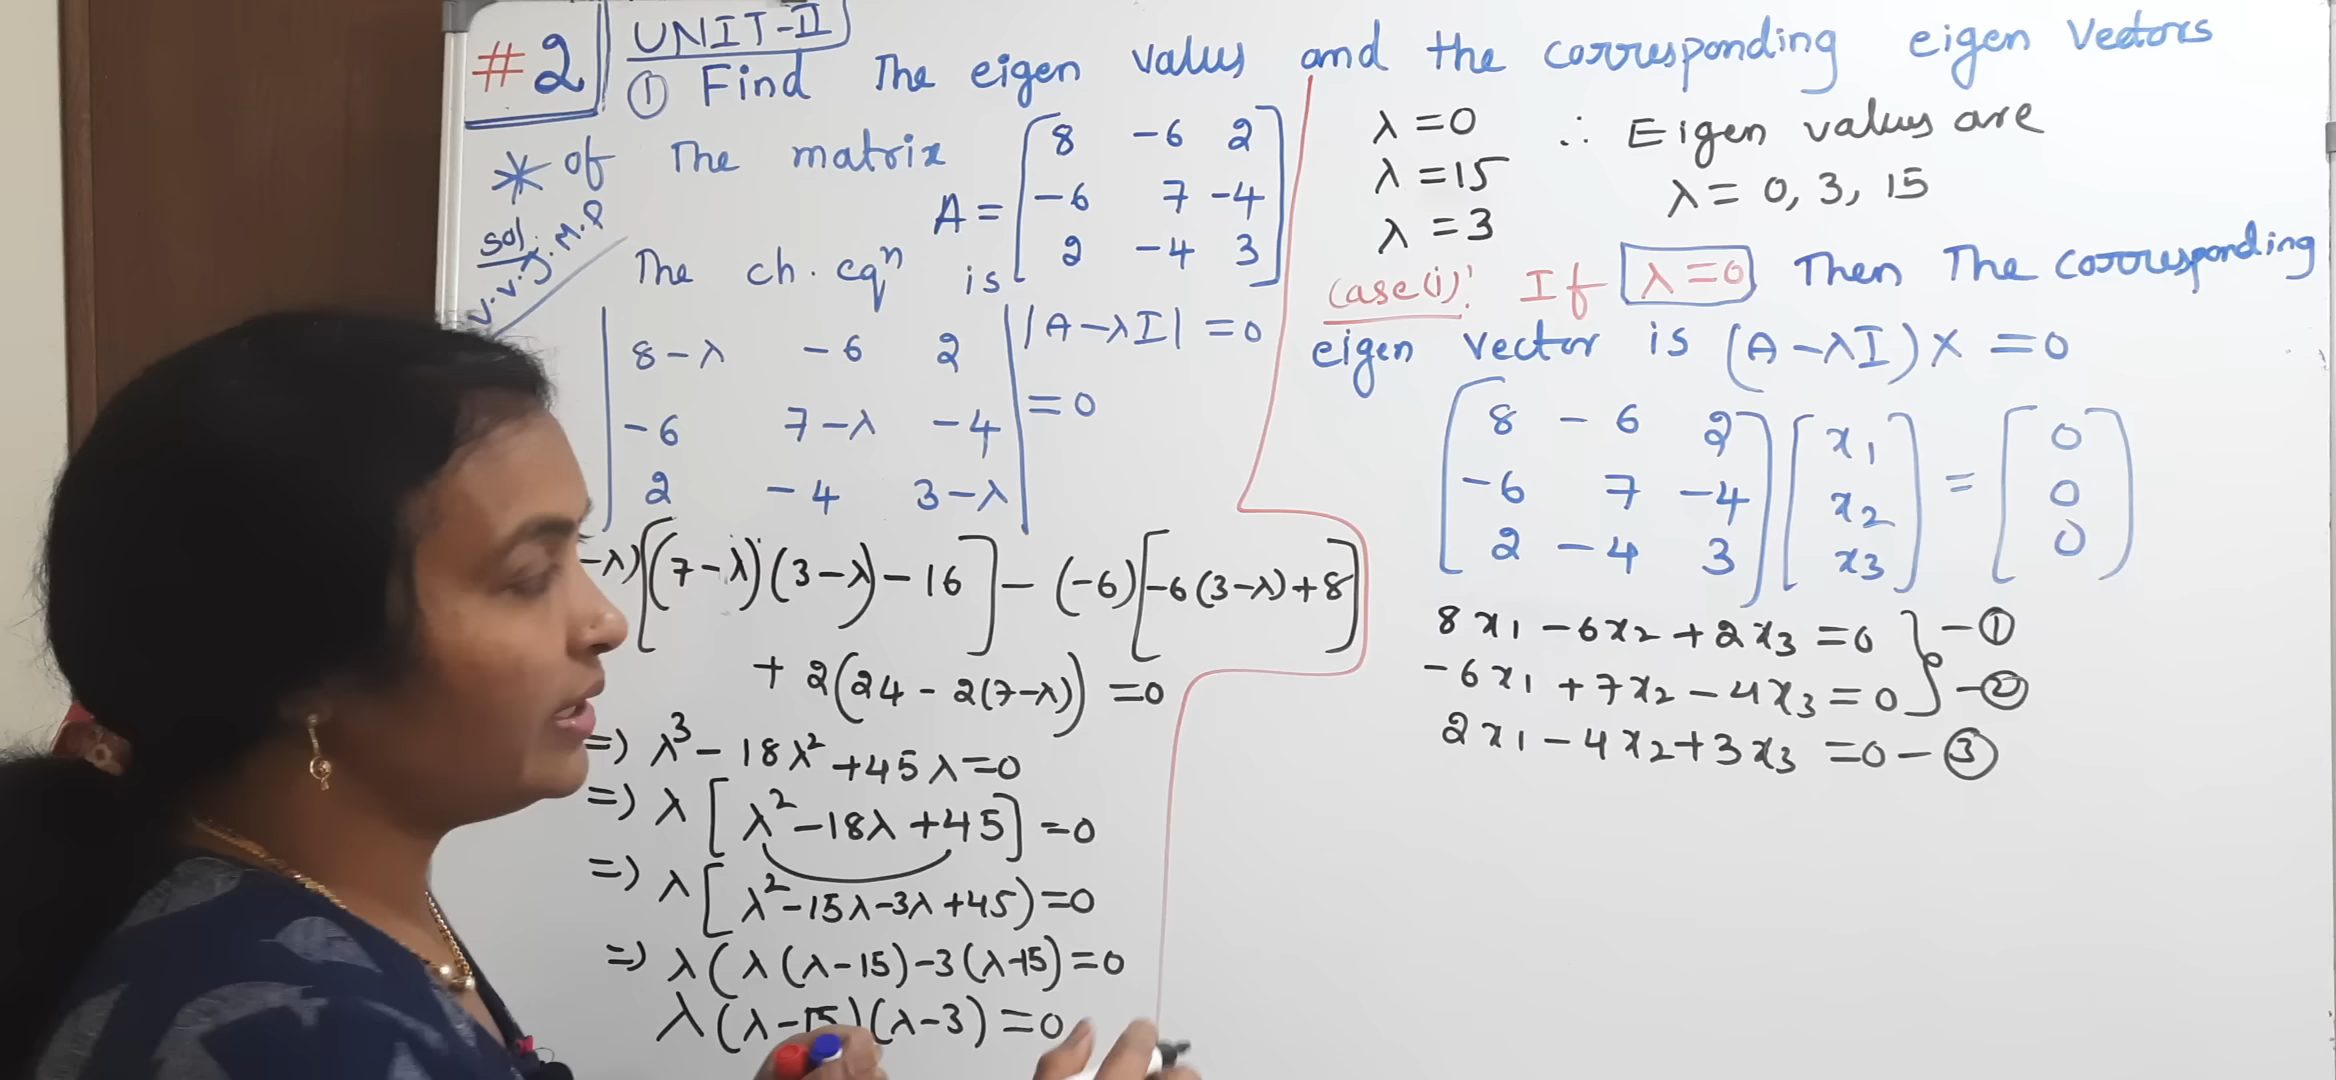 #2 UNIT-II
① Find The eigen values and the corresponding eigen Vectors
* of The matrix A = [8 -6 2
-6 7 -4
2 -4 3]
sol.
V.V.J.M.P
The ch. eqⁿ is |A-λI| = 0
|8-λ -6 2|
|-6 7-λ -4| = 0
|2 -4 3-λ|
-λ)[(7-λ)(3-λ)-16] - (-6)[-6(3-λ)+8]
+ 2(24 - 2(7-λ)) = 0
=) λ³ - 18λ² + 45λ = 0
=) λ[λ² - 18λ + 45] = 0
=) λ[λ² - 15λ - 3λ + 45) = 0
=) λ(λ(λ-15) - 3(λ-15) = 0
λ(λ-15)(λ-3) = 0
λ = 0
λ = 15
λ = 3
∴ Eigen values are
λ = 0, 3, 15
case(i): If λ = 0 Then The corresponding
eigen vector is (A-λI)X = 0
[8 -6 2] [x₁] = [0]
[-6 7 -4] [x₂] [0]
[2 -4 3] [x₃] [0]
8x₁ - 6x₂ + 2x₃ = 0 } - ①
-6x₁ + 7x₂ - 4x₃ = 0 } - ②
2x₁ - 4x₂ + 3x₃ = 0 - ③